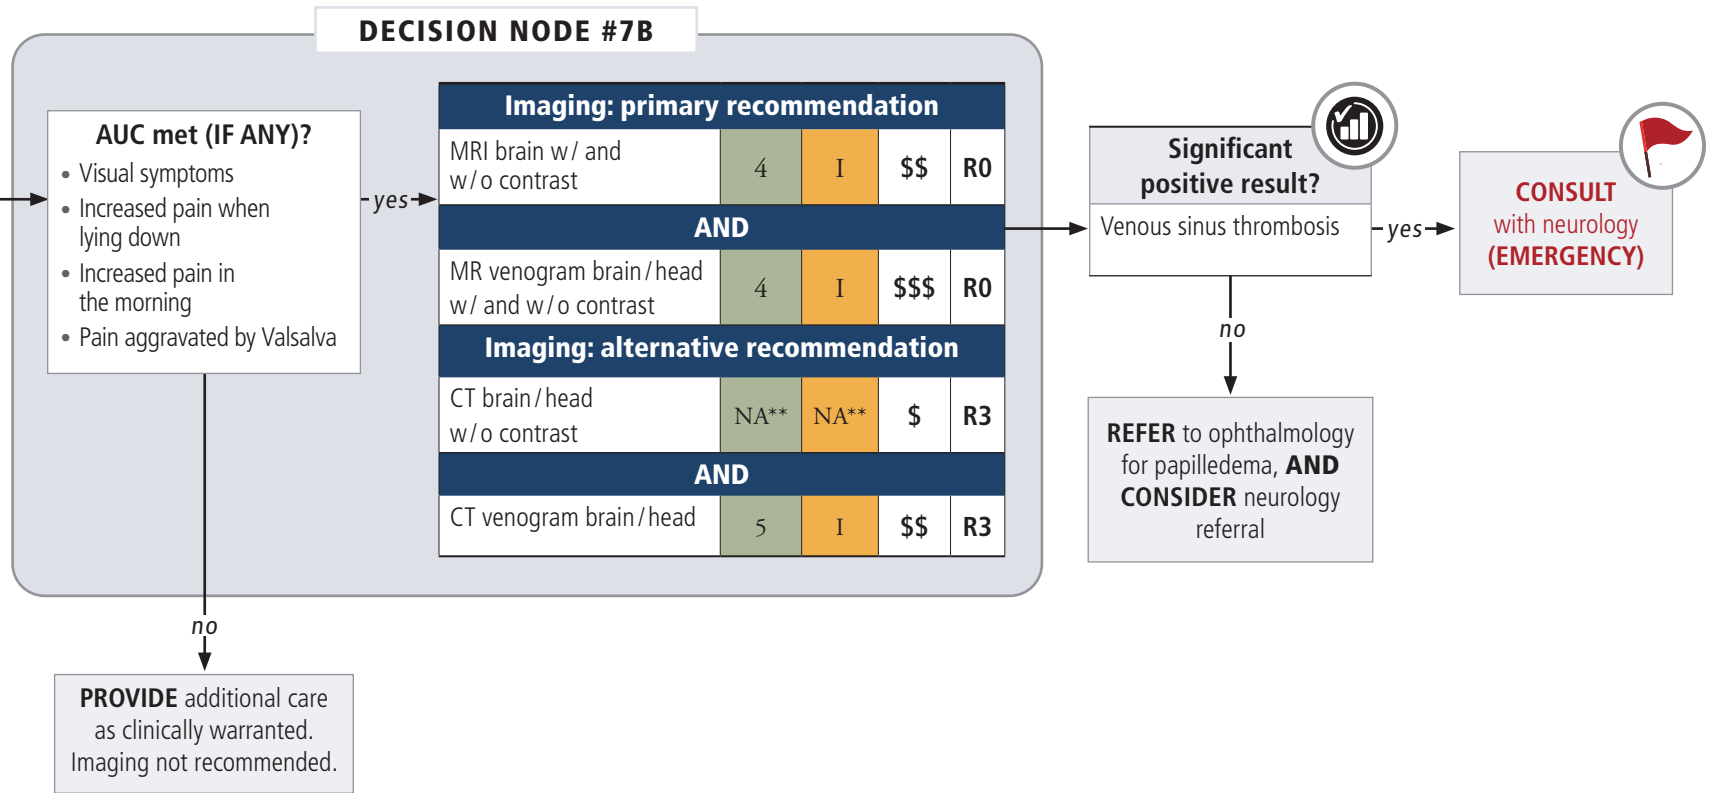 DECISION NODE #7B
AUC met (IF ANY)?
• Visual symptoms
• Increased pain when
lying down
• Increased pain in
the morning
• Pain aggravated by Valsalva
yes
no
PROVIDE additional care
as clinically warranted.
Imaging not recommended.
Imaging: primary recommendation
MRI brain w/ and
w/o contrast
4 I $$ R0
AND
MR venogram brain/head
w/ and w/o contrast
4 I $$$ R0
Imaging: alternative recommendation
CT brain/head
w/o contrast
NA** NA** $ R3
AND
CT venogram brain/head 5 I $$ R3
Significant
positive result?
Venous sinus thrombosis
yes
CONSULT
with neurology
(EMERGENCY)
no
REFER to ophthalmology
for papilledema, AND
CONSIDER neurology
referral